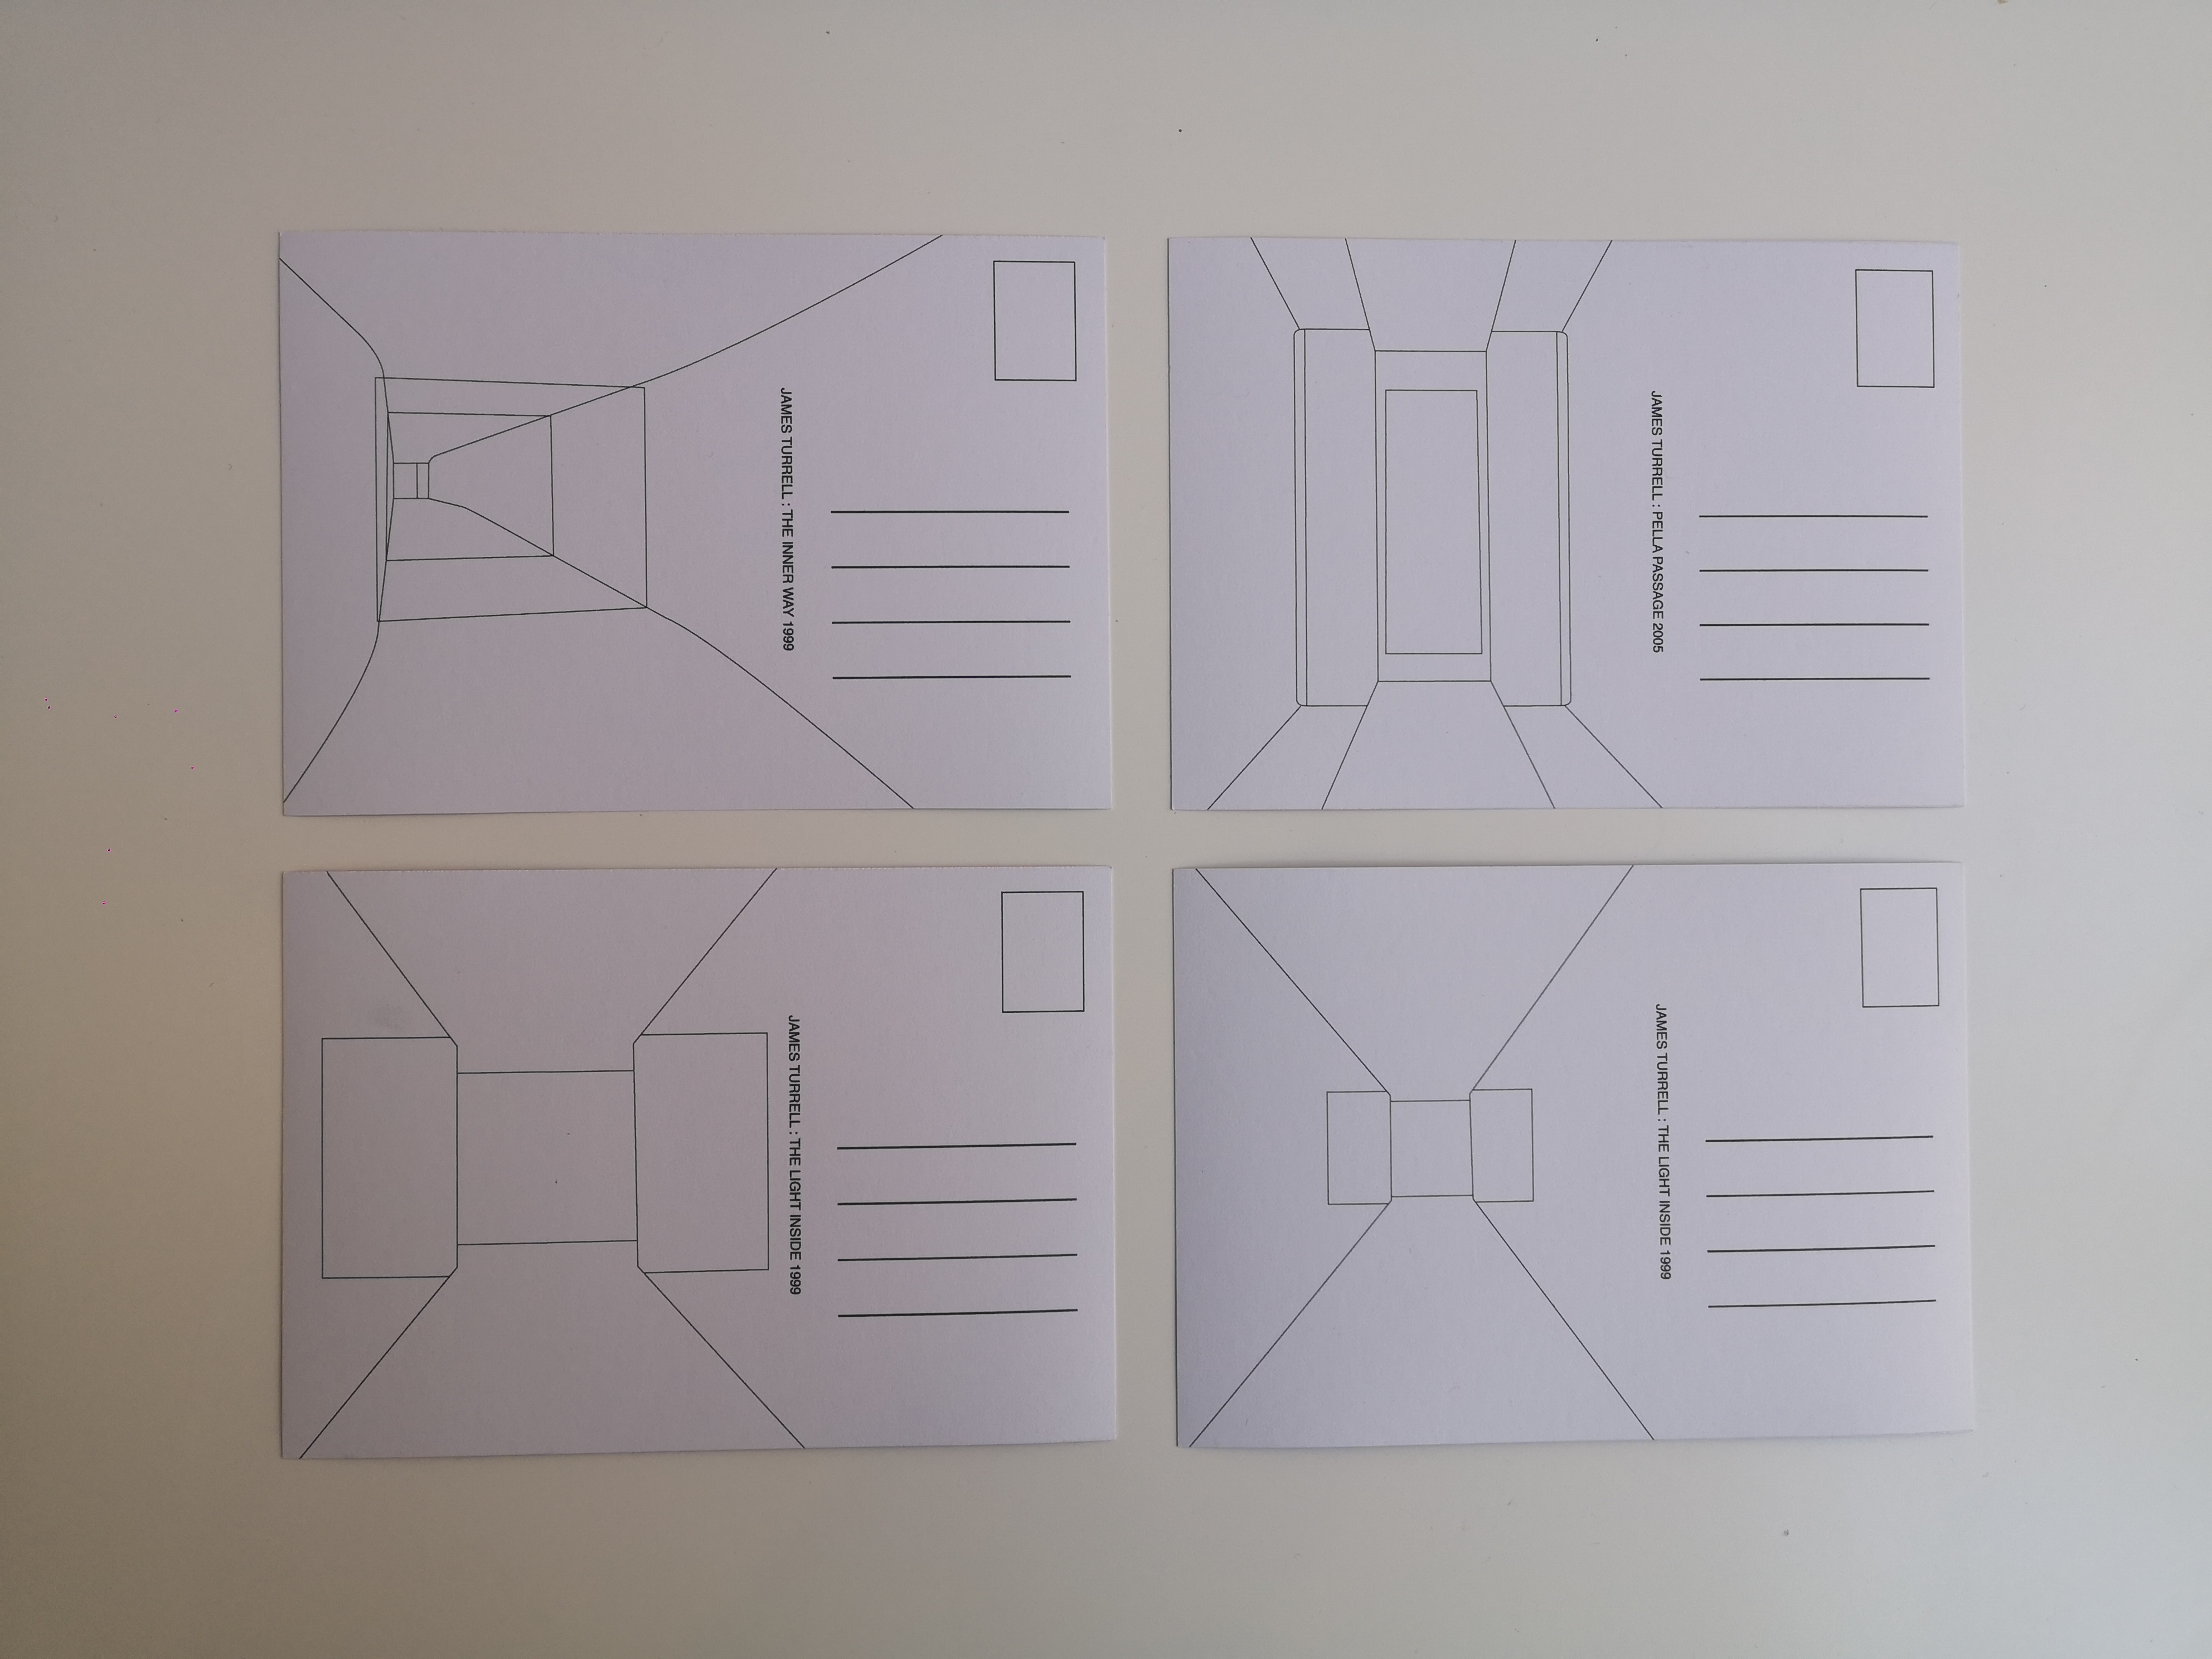 JAMES TURRELL : THE INNER WAY 1999
JAMES TURRELL : PELLA PASSAGE 2005
JAMES TURRELL : THE LIGHT INSIDE 1999
JAMES TURRELL : THE LIGHT INSIDE 1999